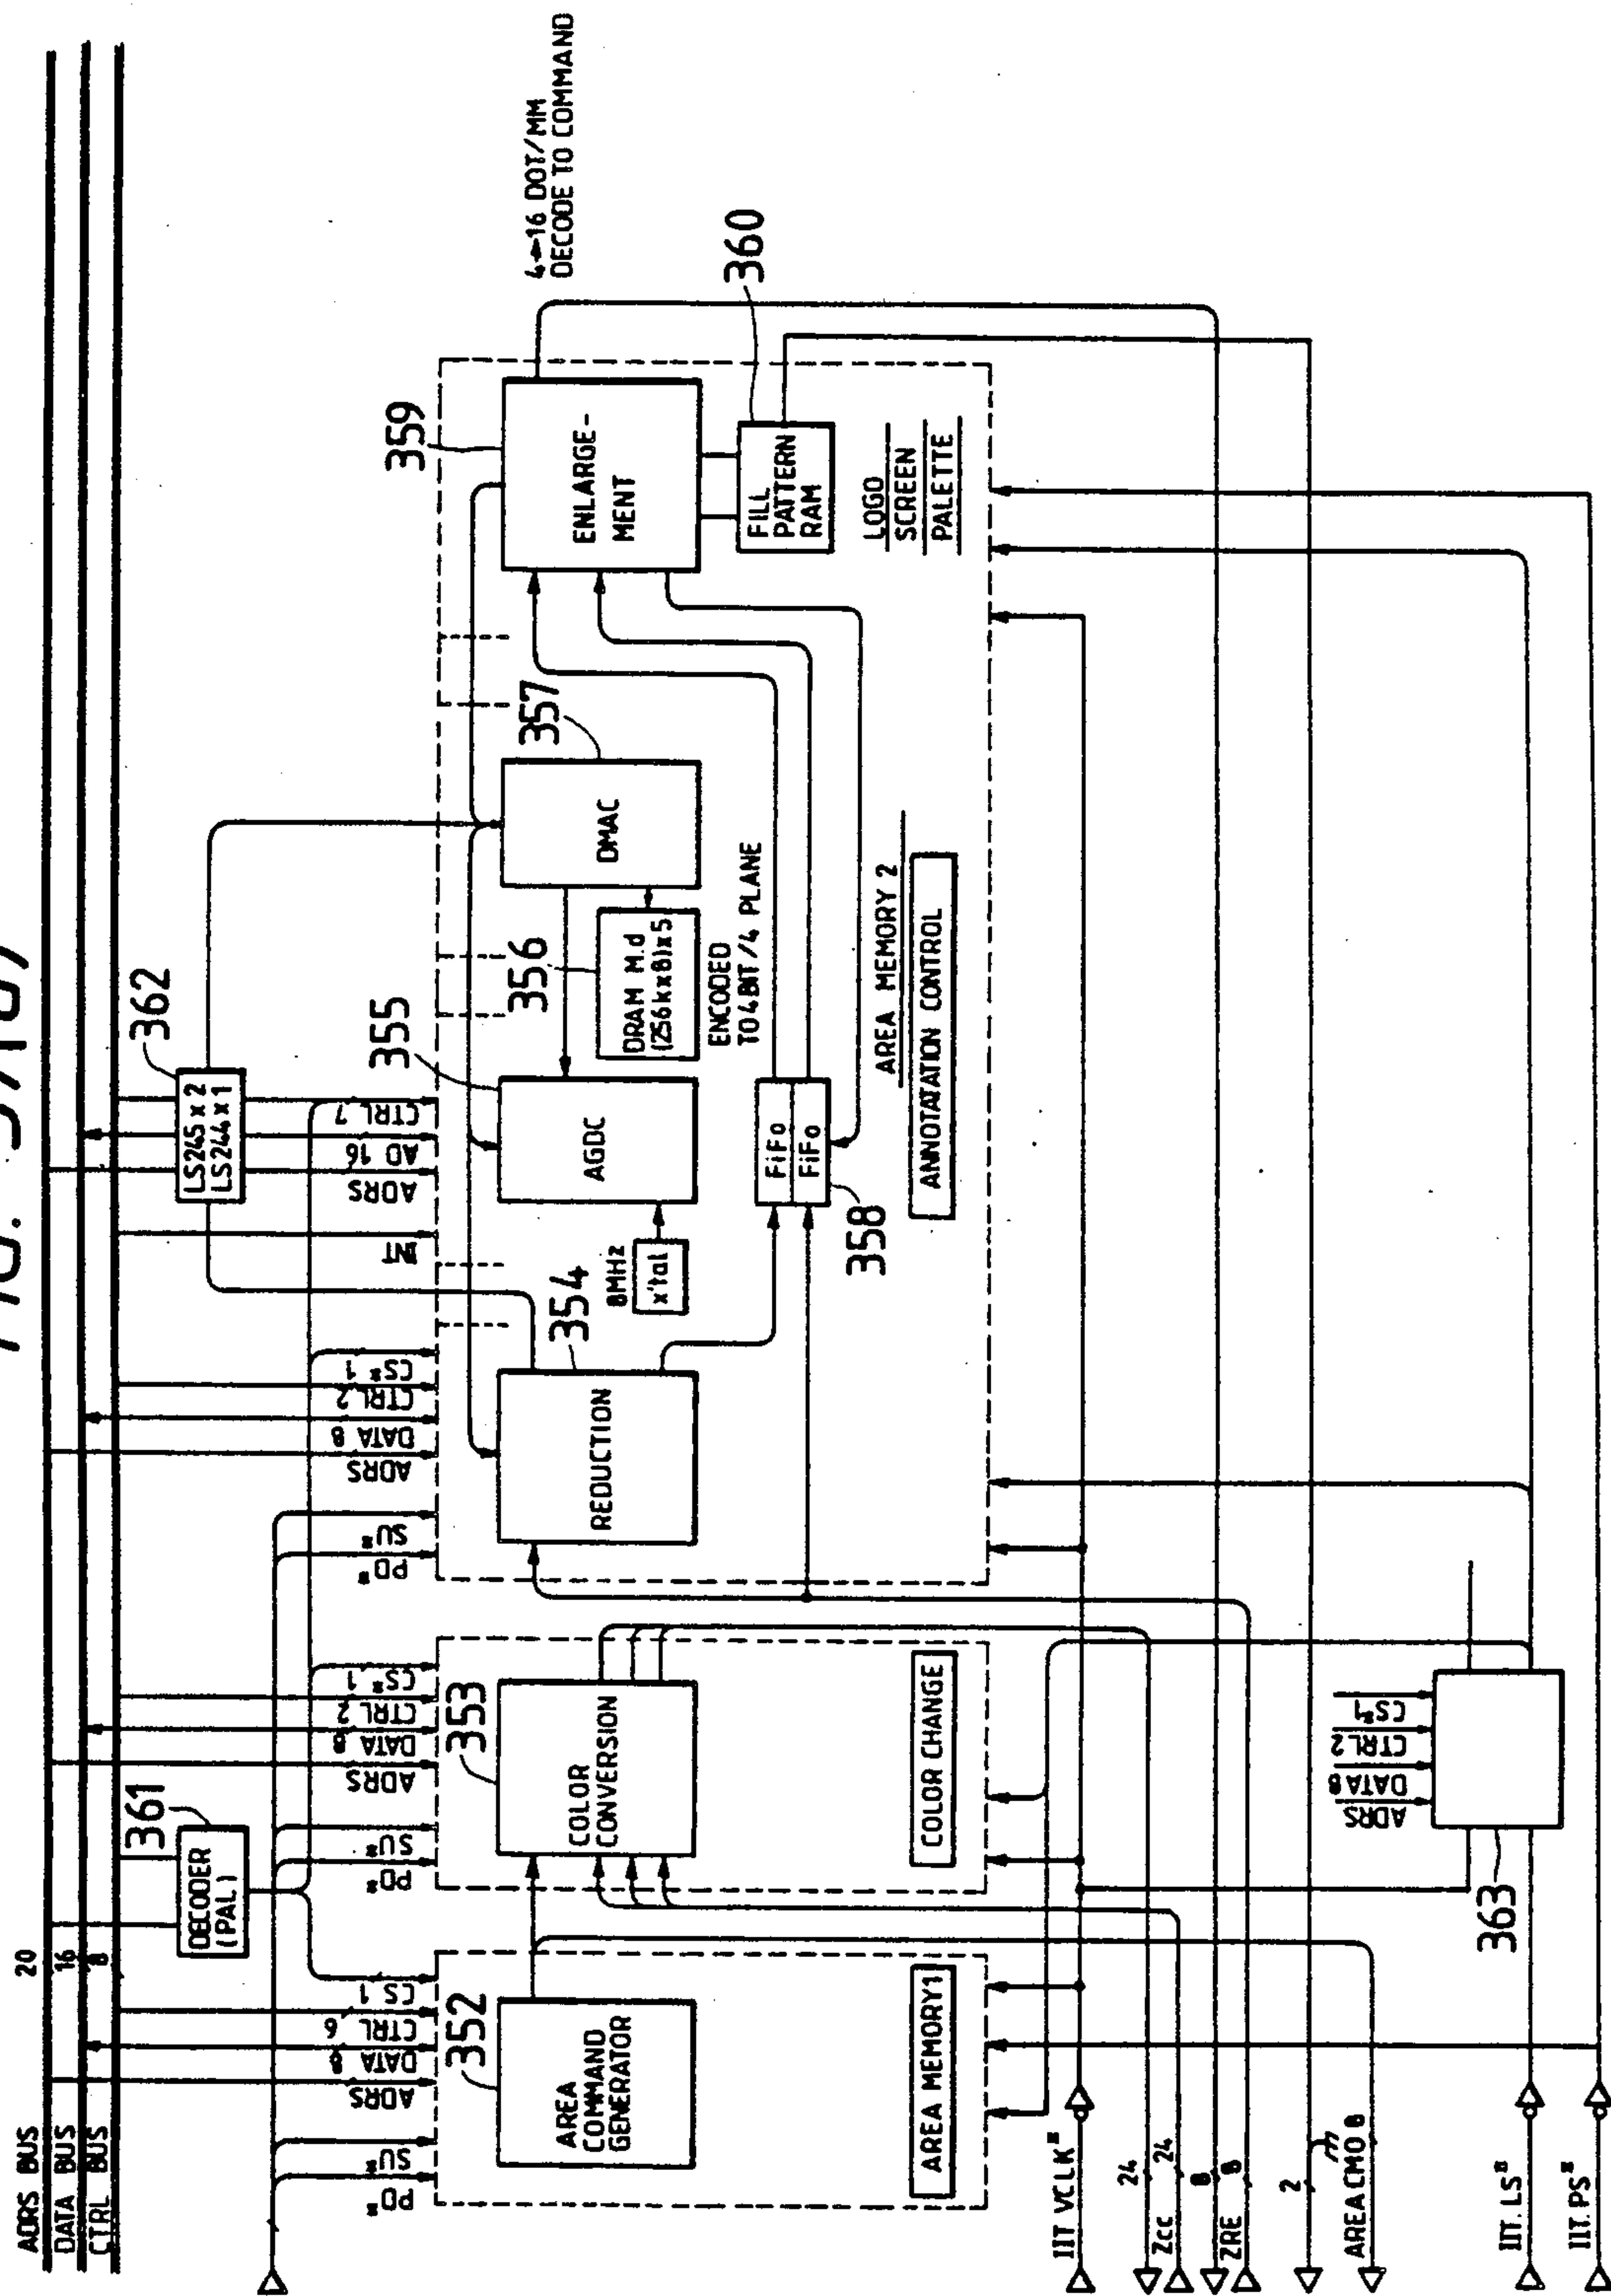 ADRS BUS 20
DATA BUS 16
CTRL BUS 8
361
DECODER
(PAL)
362
LS245 x 2
LS244 x 1
PD*
SU*
ADRS
DATA 8
CTRL 6
CS 1
PD*
SU*
ADRS
DATA 8
CTRL 2
CS*1
PD*
SU*
ADRS
DATA 8
CTRL 2
CS*1
INT
ADRS
AD 16
CTRL 7
352
AREA
COMMAND
GENERATOR
AREA MEMORY1
353
COLOR
CONVERSION
COLOR CHANGE
354
REDUCTION
8MHz
x'tal
355
AGDC
356
DRAM M.d
(256k x 8) x 5
ENCODED
TO 4 BIT/4 PLANE
357
DMAC
358
FiFo
FiFo
AREA MEMORY 2
ANNOTATATION CONTROL
359
ENLARGE-
MENT
360
FILL
PATTERN
RAM
LOGO
SCREEN
PALETTE
4→16 DOT/MM
DECODE TO COMMAND
IIT VCLK*
24
Zcc 24
8
ZRE 8
2
AREA CMO 8
IIT. LS*
IIT. PS*
363
ADRS
DATA 8
CTRL2
CS*1